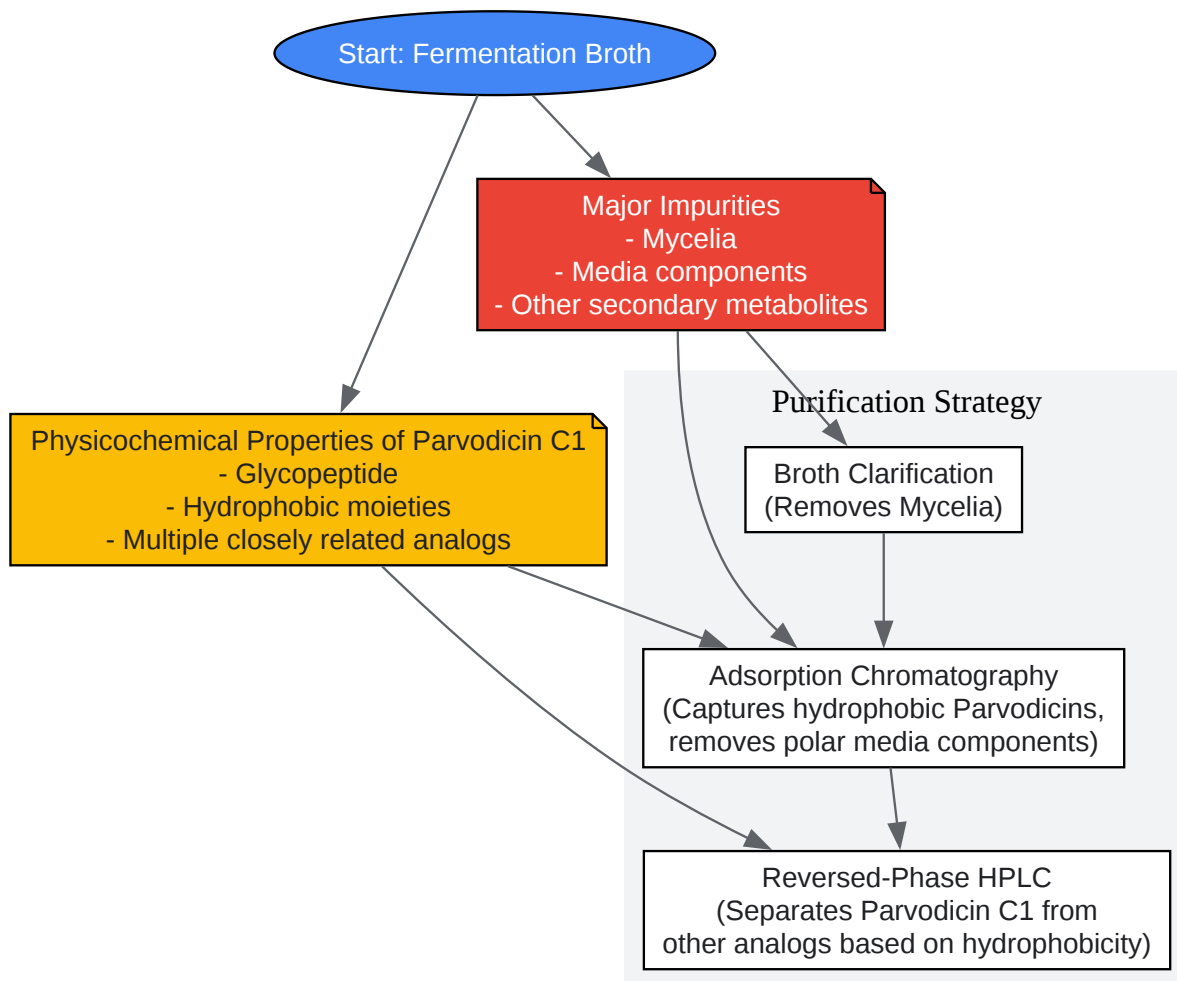 Start: Fermentation Broth
Major Impurities
- Mycelia
- Media components
- Other secondary metabolites
Purification Strategy
Physicochemical Properties of Parvodicin C1
- Glycopeptide
- Hydrophobic moieties
- Multiple closely related analogs
Broth Clarification
(Removes Mycelia)
Adsorption Chromatography
(Captures hydrophobic Parvodicins,
removes polar media components)
Reversed-Phase HPLC
(Separates Parvodicin C1 from
other analogs based on hydrophobicity)